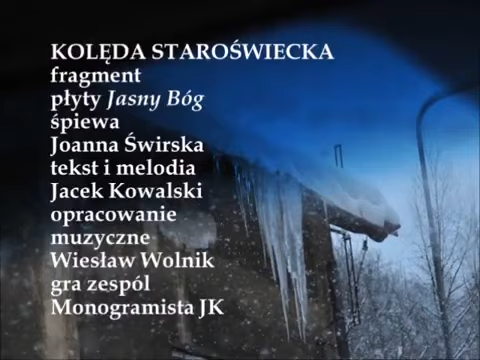 KOLĘDA STAROŚWIECKA
fragment
płyty Jasny Bóg
śpiewa
Joanna Świrska
tekst i melodia
Jacek Kowalski
opracowanie
muzyczne
Wiesław Wolnik
gra zespól
Monogramista JK